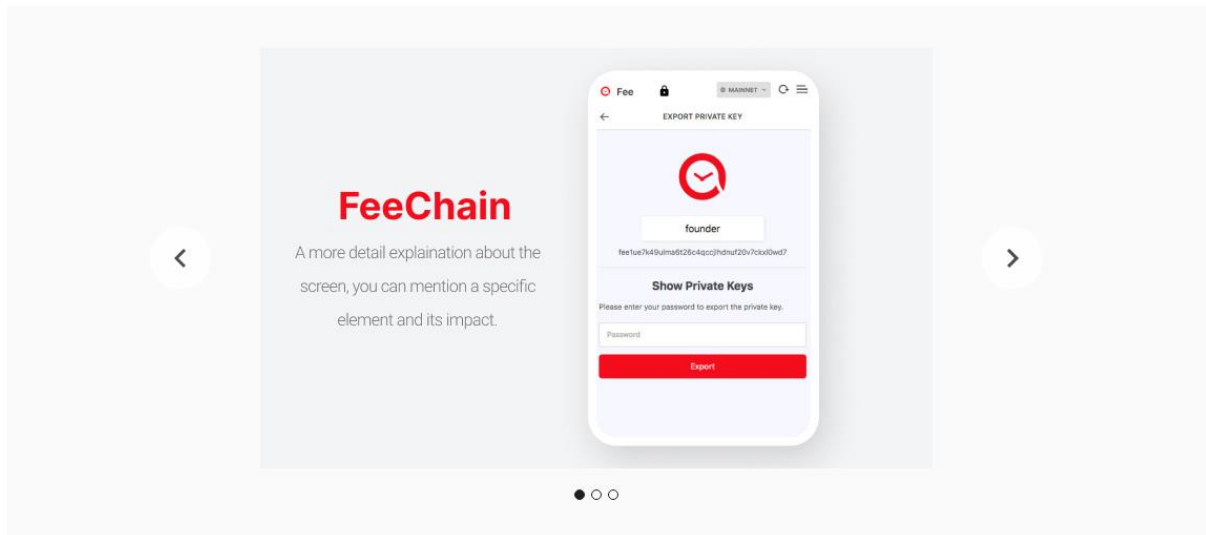 FeeChain
A more detail explaination about the
screen, you can mention a specific
element and its impact.
Fee
MAINNET
EXPORT PRIVATE KEY
founder
Show Private Keys
Please enter your password to export the private key.
Password
Export